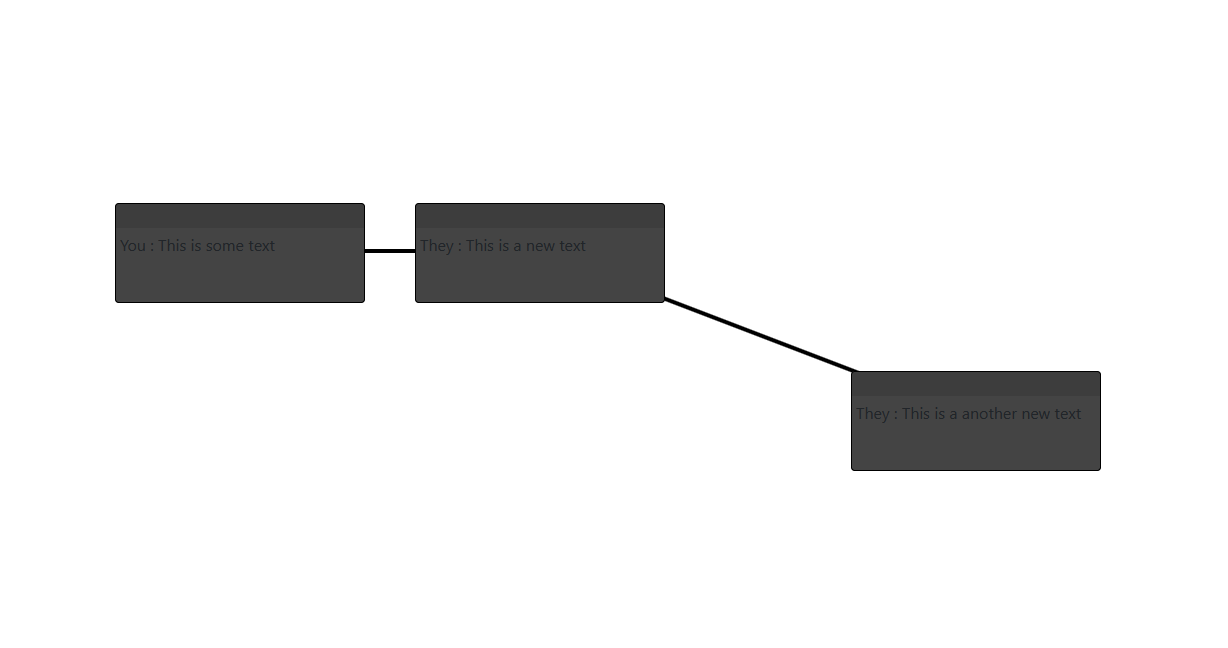 You : This is some text
They : This is a new text
They : This is a another new text